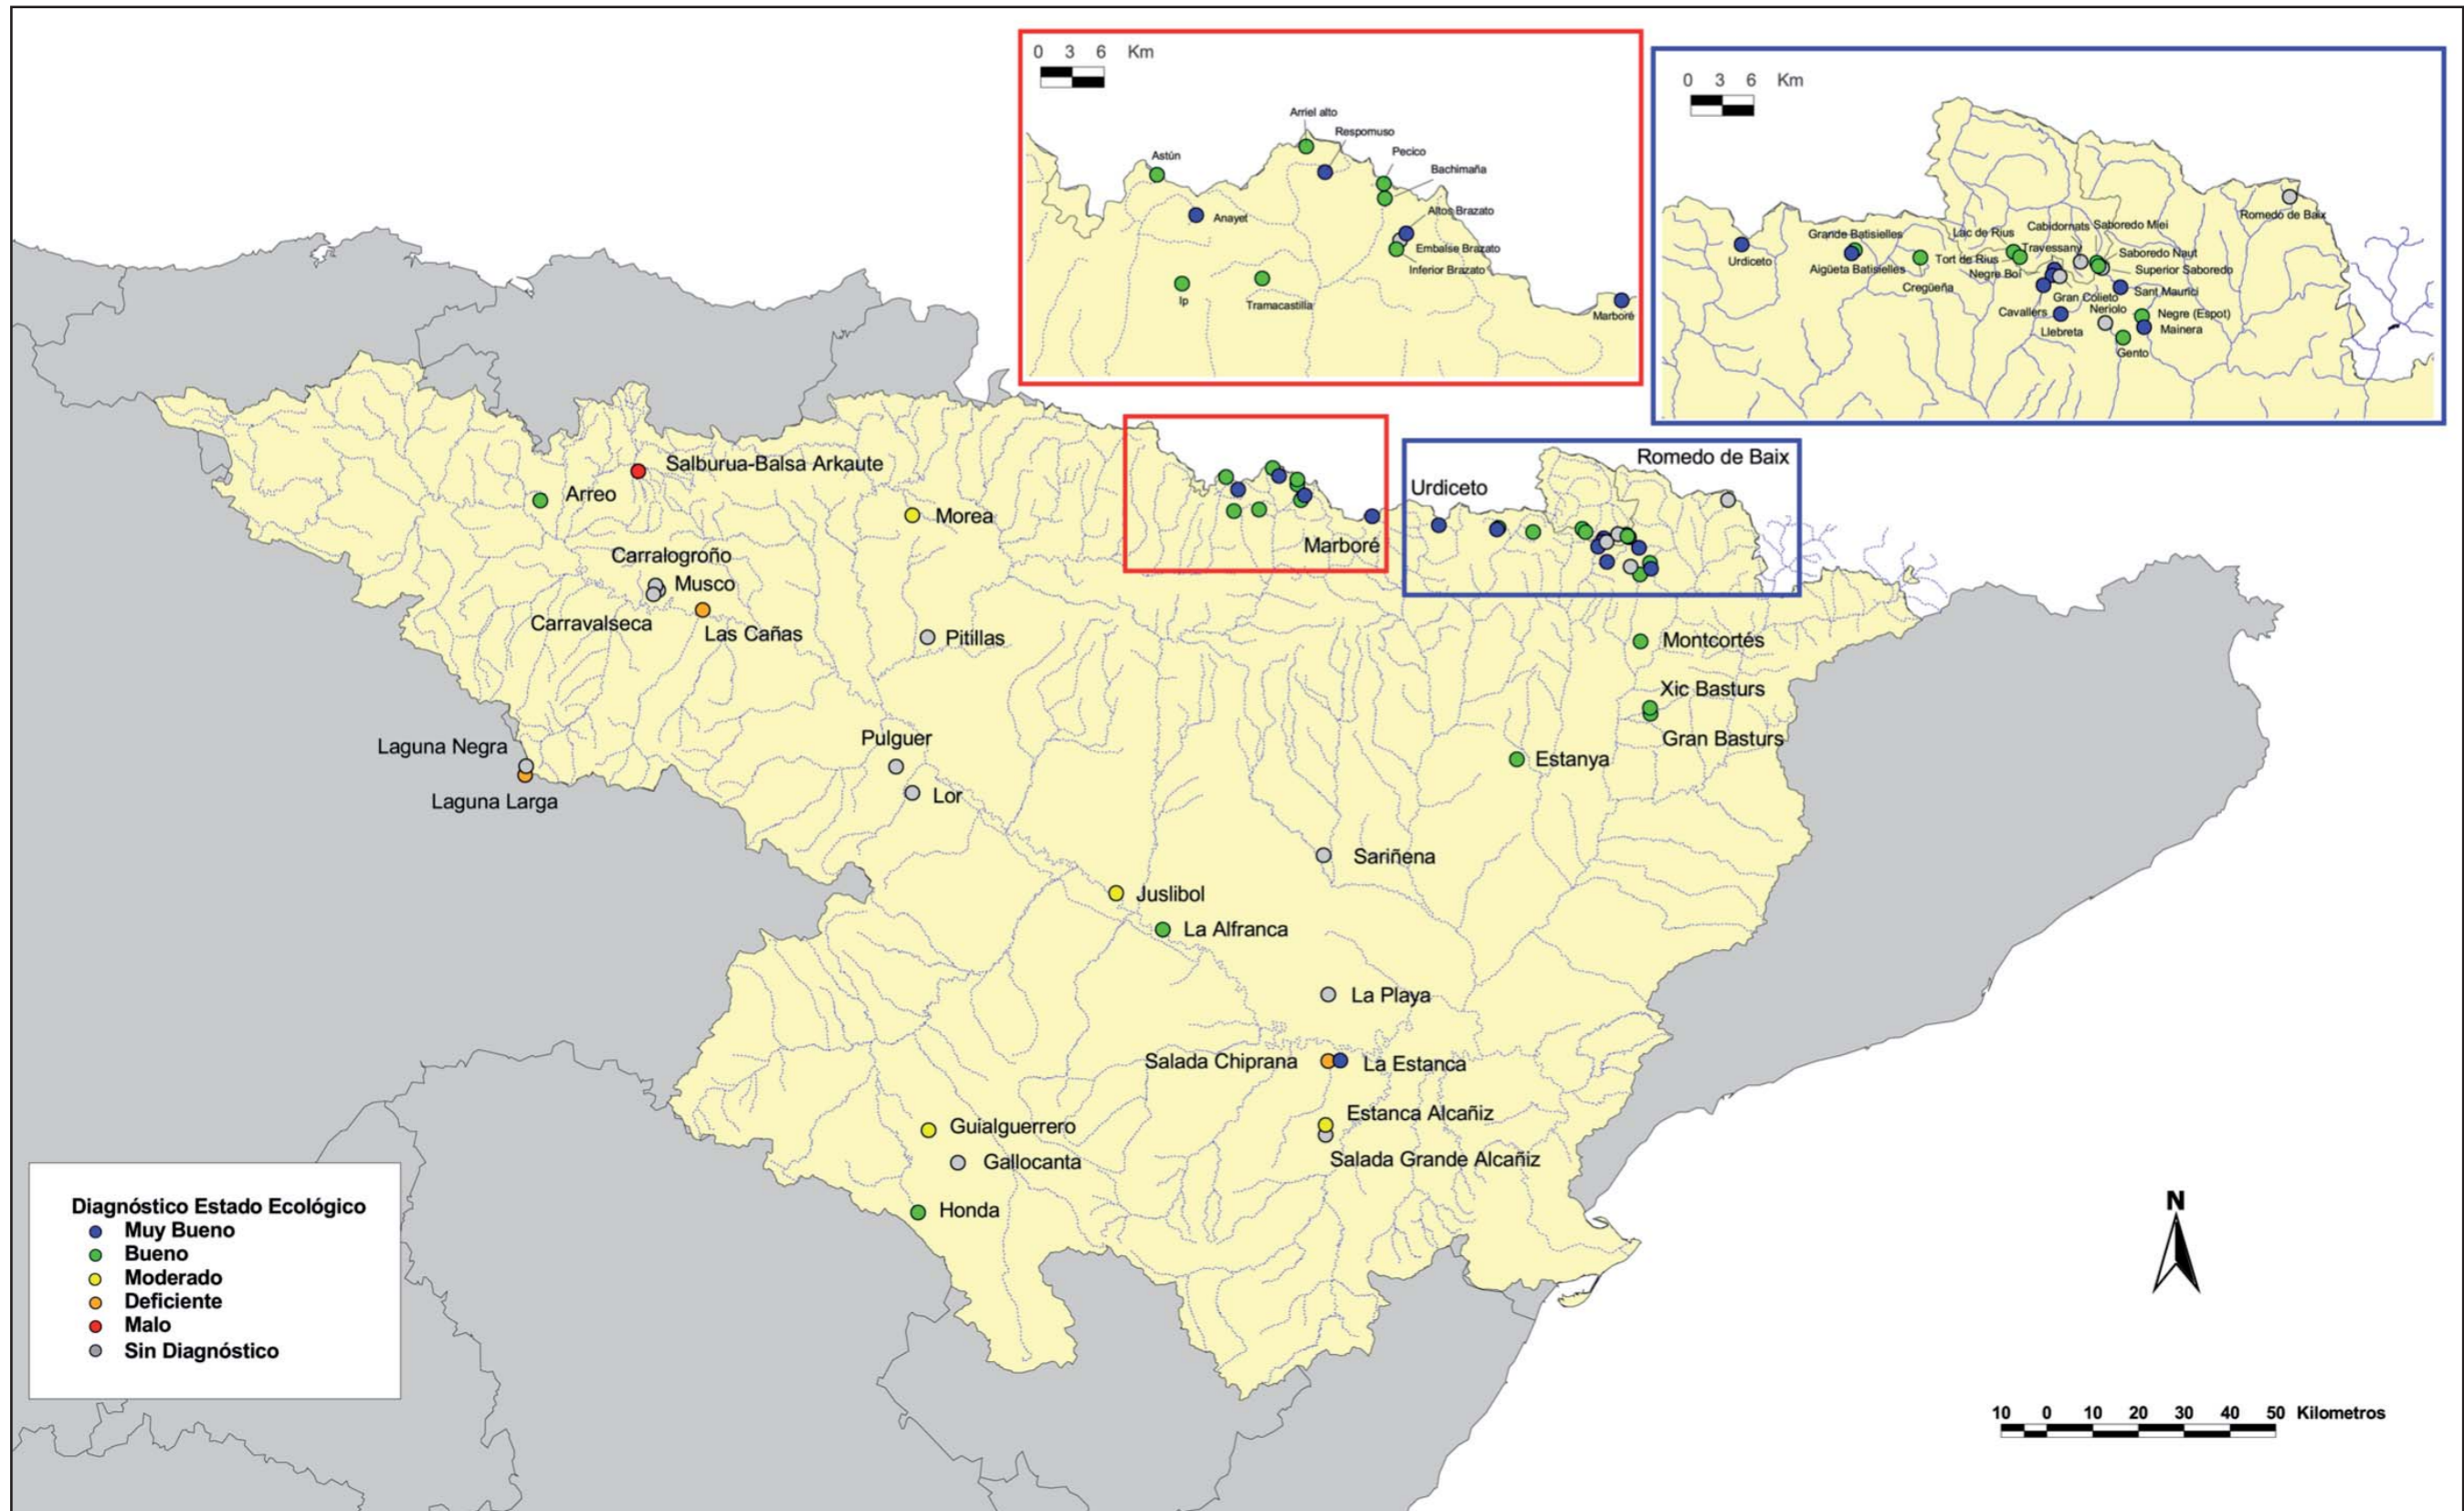 0 3 6 Km
Arriel alto
Respomuso
Astún
Pecico
Bachimaña
Anayet
Altos Brazato
Embalse Brazato
Inferior Brazato
Ip
Tramacastilla
Marboré
0 3 6 Km
Romedo de Baix
Grande Batisielles
Lac de Rius
Cabidornats
Saboredo Miei
Urdiceto
Aigüeta Batisielles
Tort de Rius
Travessany
Saboredo Naut
Negre Boi
Superior Saboredo
Cregüeña
Gran Colieto
Sant Maurici
Cavallers
Neriolo
Negre (Espot)
Llebreta
Mainera
Gento
Salburua-Balsa Arkaute
Romedo de Baix
Arreo
Urdiceto
Morea
Marboré
Carralogroño
Musco
Carravalseca
Las Cañas
Pitillas
Montcortés
Xic Basturs
Laguna Negra
Pulguer
Gran Basturs
Estanya
Laguna Larga
Lor
Sariñena
Juslibol
La Alfranca
La Playa
Salada Chiprana
La Estanca
Estanca Alcañiz
Guialguerrero
Gallocanta
Salada Grande Alcañiz
Honda
Diagnóstico Estado Ecológico
Muy Bueno
Bueno
Moderado
Deficiente
Malo
Sin Diagnóstico
N
10 0 10 20 30 40 50 Kilometros